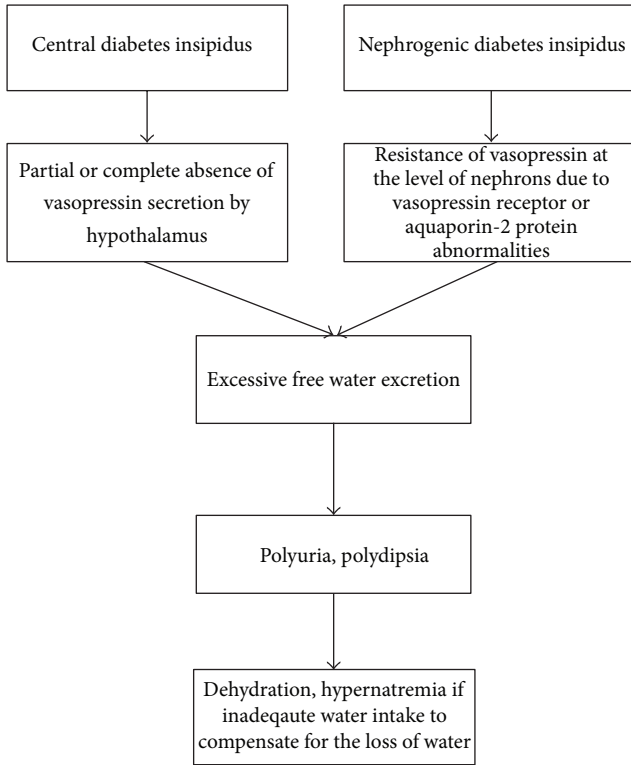 Central diabetes insipidus
Nephrogenic diabetes insipidus
Partial or complete absence of
vasopressin secretion by
hypothalamus
Resistance of vasopressin at
the level of nephrons due to
vasopressin receptor or
aquaporin-2 protein
abnormalities
Excessive free water excretion
Polyuria, polydipsia
Dehydration, hypernatremia if
inadeqaute water intake to
compensate for the loss of water